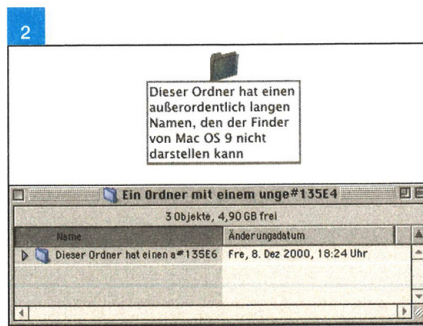 2
Dieser Ordner hat einen
außerordentlich langen
Namen, den der Finder
von Mac OS 9 nicht
darstellen kann
Ein Ordner mit einem unge#135E4
3 Objekte, 4,90 GB frei
Name Änderungsdatum
Dieser Ordner hat einen a#135E6 Fre, 8. Dez 2000, 18:24 Uhr